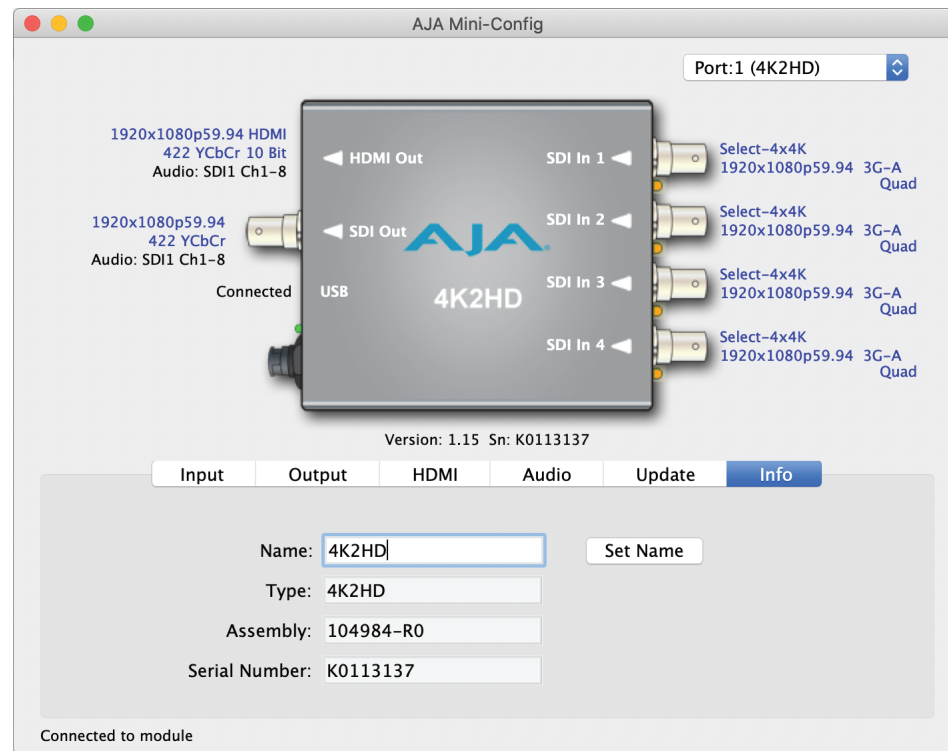 AJA Mini-Config
Port:1 (4K2HD)
1920x1080p59.94 HDMI
422 YCbCr 10 Bit
Audio: SDI1 Ch1-8
1920x1080p59.94
422 YCbCr
Audio: SDI1 Ch1-8
Connected
HDMI Out
SDI Out
USB
AJA
4K2HD
SDI In 1
SDI In 2
SDI In 3
SDI In 4
Select-4x4K
1920x1080p59.94 3G-A
Quad
Select-4x4K
1920x1080p59.94 3G-A
Quad
Select-4x4K
1920x1080p59.94 3G-A
Quad
Select-4x4K
1920x1080p59.94 3G-A
Quad
Version: 1.15 Sn: K0113137
Input Output HDMI Audio Update Info
Name: 4K2HD Set Name
Type: 4K2HD
Assembly: 104984-R0
Serial Number: K0113137
Connected to module